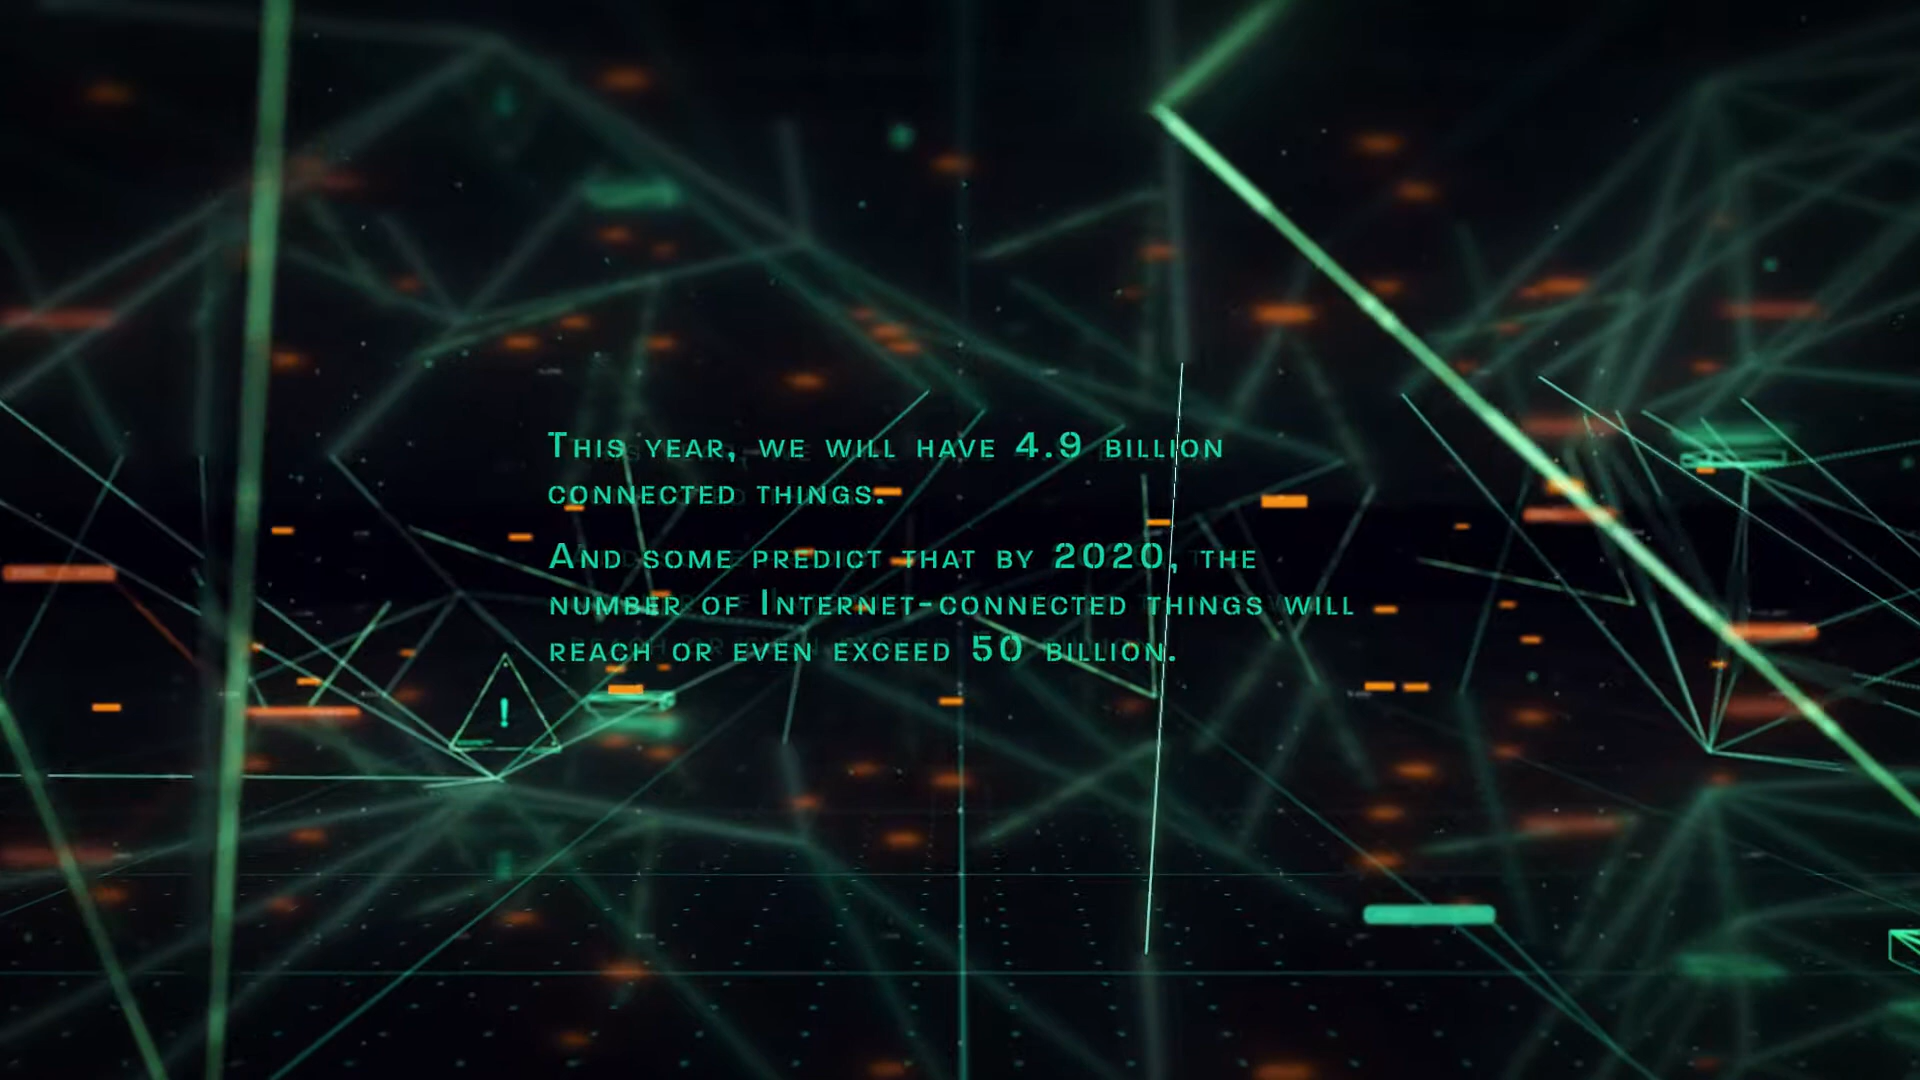 This year, we will have 4.9 billion
connected things.
And some predict that by 2020, the
number of Internet-connected things will
reach or even exceed 50 billion.
!